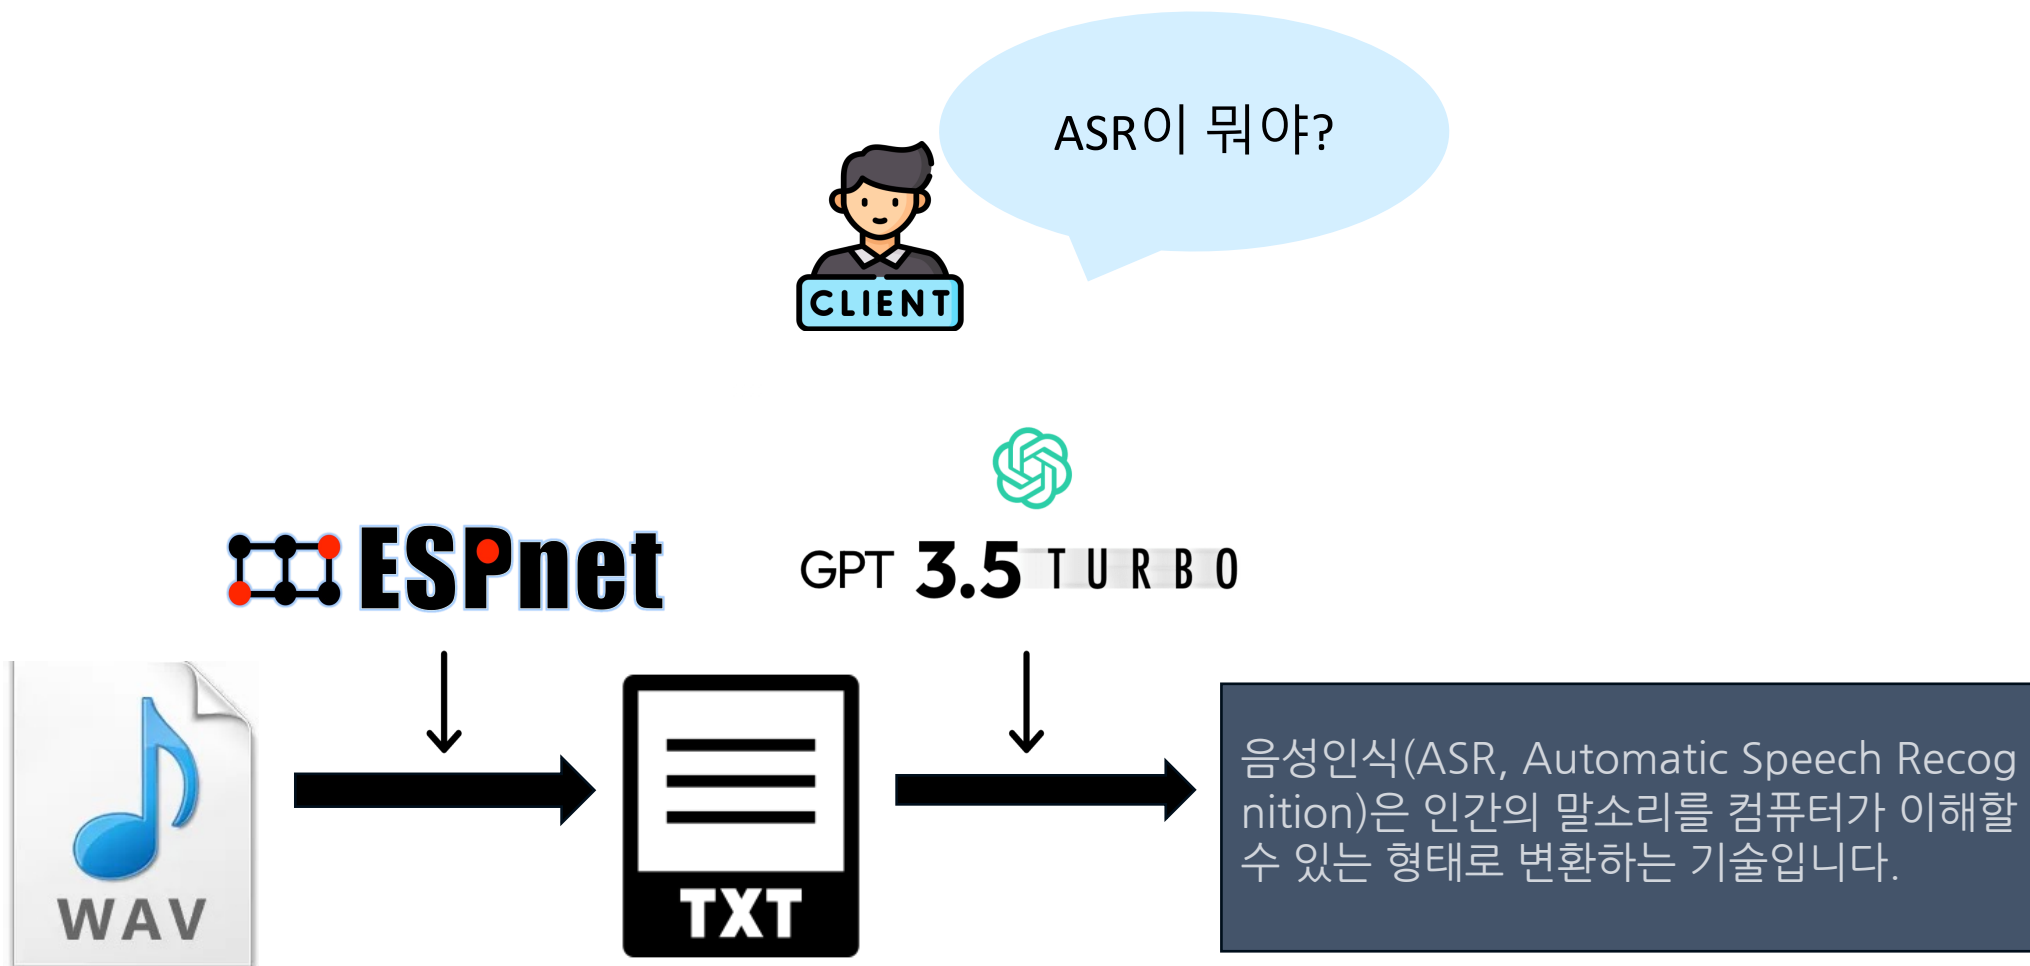 ASR이 뭐야?
CLIENT
ESPnet
GPT 3.5 TURBO
WAV
TXT
음성인식(ASR, Automatic Speech Recog
nition)은 인간의 말소리를 컴퓨터가 이해할
수 있는 형태로 변환하는 기술입니다.